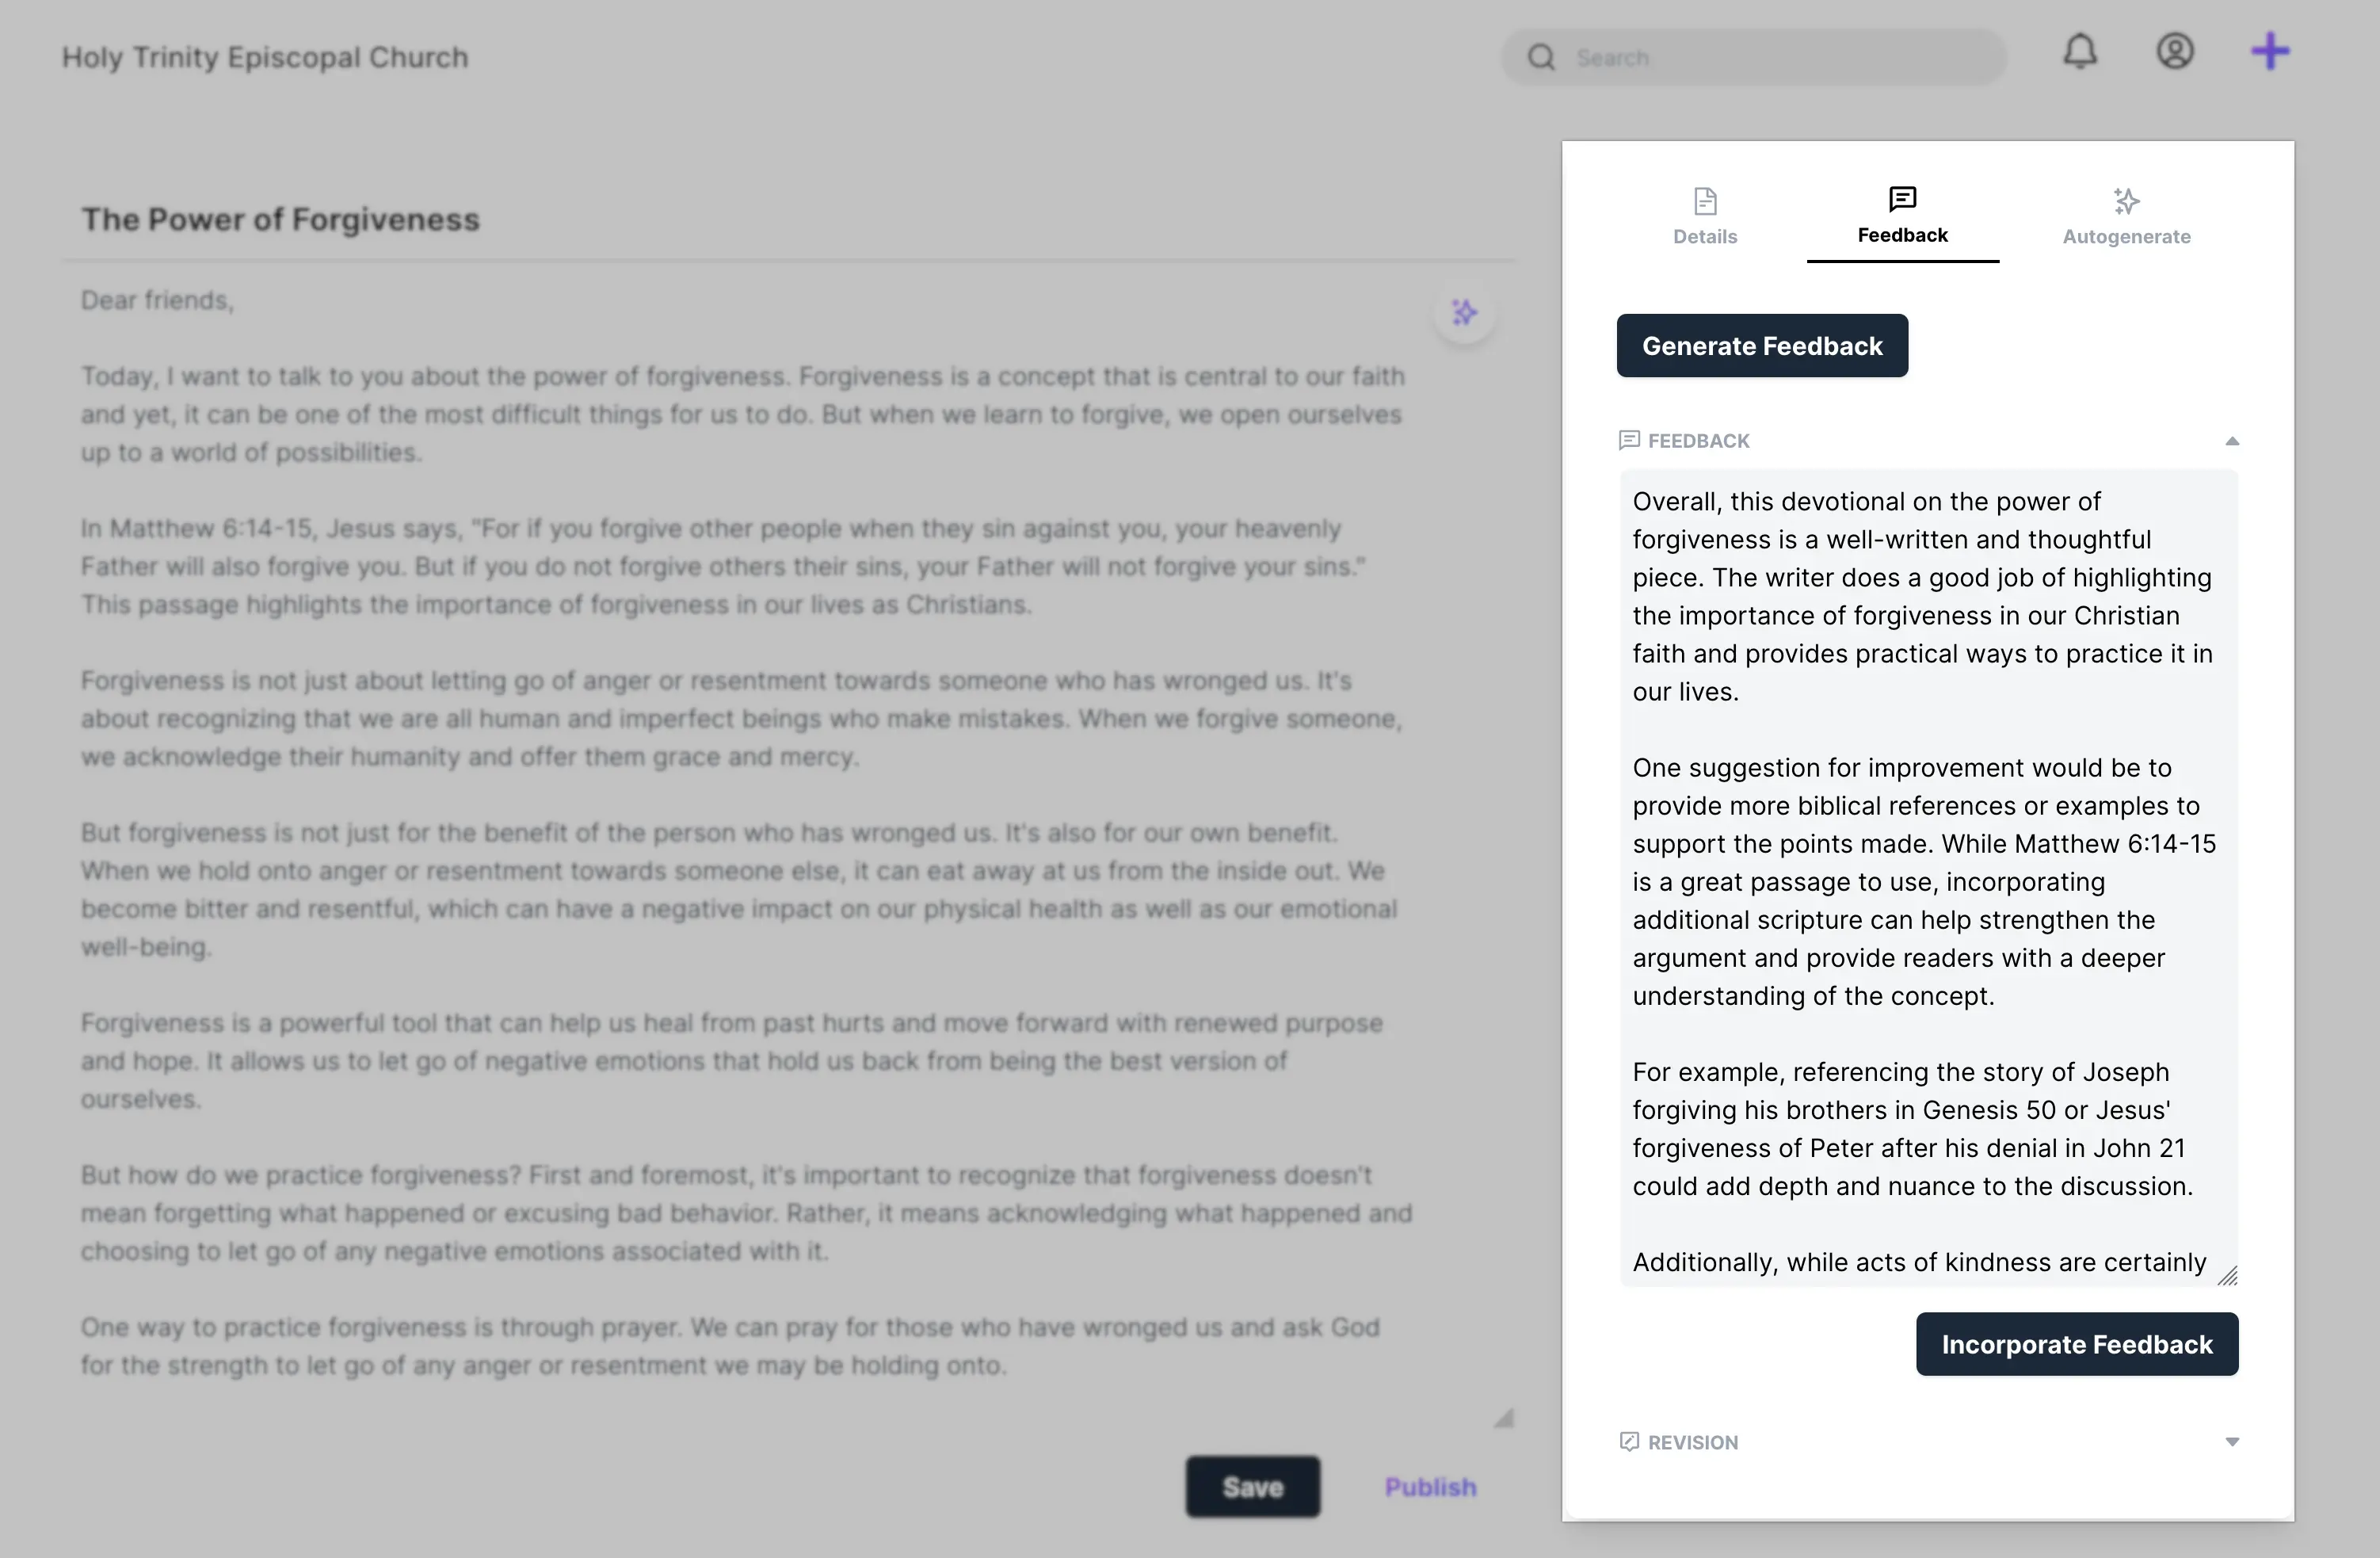 Holy Trinity Episcopal Church
Search
The Power of Forgiveness
Dear friends,
Today, I want to talk to you about the power of forgiveness. Forgiveness is a concept that is central to our faith
and yet, it can be one of the most difficult things for us to do. But when we learn to forgive, we open ourselves
up to a world of possibilities.
In Matthew 6:14-15, Jesus says, "For if you forgive other people when they sin against you, your heavenly
Father will also forgive you. But if you do not forgive others their sins, your Father will not forgive your sins."
This passage highlights the importance of forgiveness in our lives as Christians.
Forgiveness is not just about letting go of anger or resentment towards someone who has wronged us. It's
about recognizing that we are all human and imperfect beings who make mistakes. When we forgive someone,
we acknowledge their humanity and offer them grace and mercy.
But forgiveness is not just for the benefit of the person who has wronged us. It's also for our own benefit.
When we hold onto anger or resentment towards someone else, it can eat away at us from the inside out. We
become bitter and resentful, which can have a negative impact on our physical health as well as our emotional
well-being.
Forgiveness is a powerful tool that can help us heal from past hurts and move forward with renewed purpose
and hope. It allows us to let go of negative emotions that hold us back from being the best version of
ourselves.
But how do we practice forgiveness? First and foremost, it's important to recognize that forgiveness doesn't
mean forgetting what happened or excusing bad behavior. Rather, it means acknowledging what happened and
choosing to let go of any negative emotions associated with it.
One way to practice forgiveness is through prayer. We can pray for those who have wronged us and ask God
for the strength to let go of any anger or resentment we may be holding onto.
Save
Publish
Details
Feedback
Autogenerate
Generate Feedback
FEEDBACK
Overall, this devotional on the power of
forgiveness is a well-written and thoughtful
piece. The writer does a good job of highlighting
the importance of forgiveness in our Christian
faith and provides practical ways to practice it in
our lives.
One suggestion for improvement would be to
provide more biblical references or examples to
support the points made. While Matthew 6:14-15
is a great passage to use, incorporating
additional scripture can help strengthen the
argument and provide readers with a deeper
understanding of the concept.
For example, referencing the story of Joseph
forgiving his brothers in Genesis 50 or Jesus'
forgiveness of Peter after his denial in John 21
could add depth and nuance to the discussion.
Additionally, while acts of kindness are certainly
Incorporate Feedback
REVISION